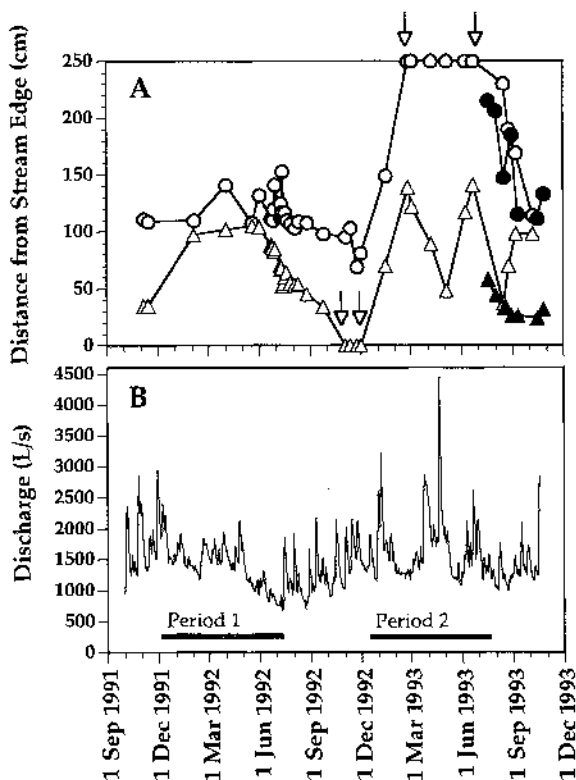 Distance from Stream Edge (cm)
250
200
150
100
50
0
A
Discharge (L/s)
4500
4000
3500
3000
2500
2000
1500
1000
500
0
B
Period 1
Period 2
1 Sep 1991
1 Dec 1991
1 Mar 1992
1 Jun 1992
1 Sep 1992
1 Dec 1992
1 Mar 1993
1 Jun 1993
1 Sep 1993
1 Dec 1993